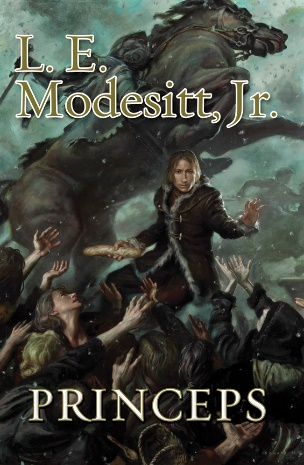 L. E.
Modesitt, Jr.
PRINCEPS